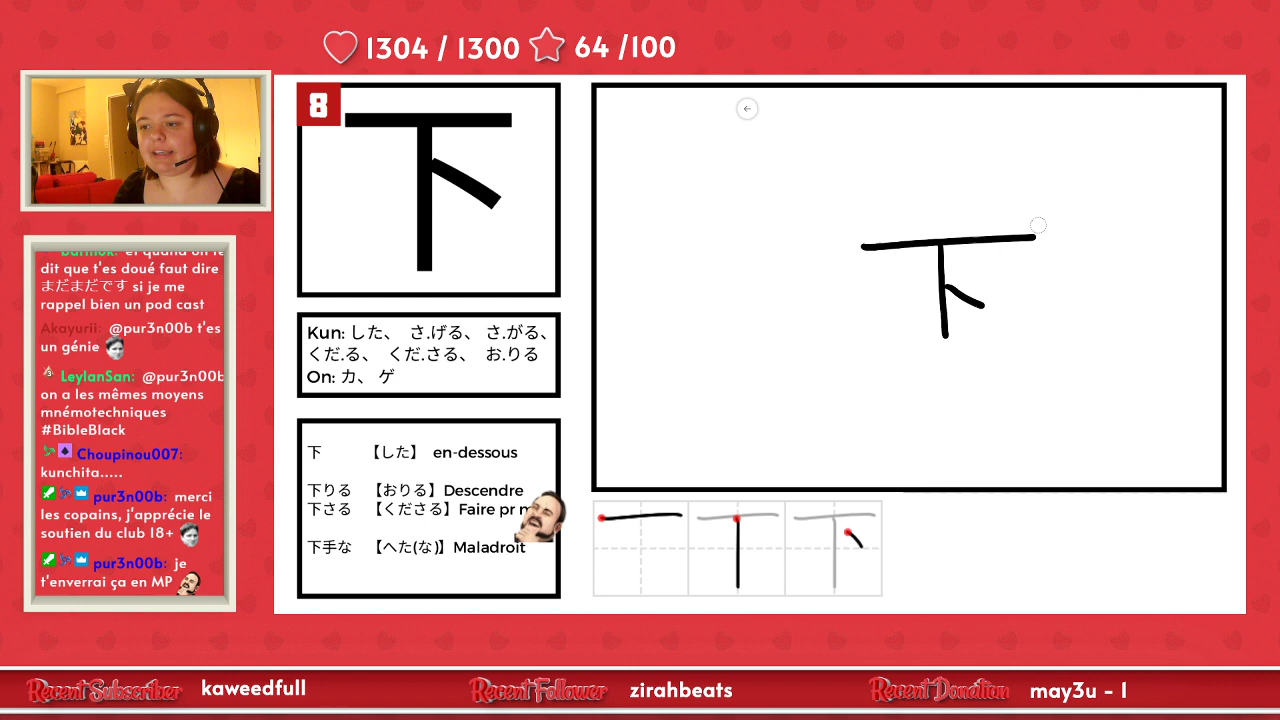 1304 / 1300 64 /100
8
下
下
Kun: した、 さ.げる、 さ.がる、
くだ.る、 くだ.さる、 お.りる
On: カ、 ゲ
下 【した】 en-dessous
下りる 【おりる】Descendre
下さる 【くださる】Faire pr m
下手な 【へた(な)】Maladroit
dit que t'es doué faut dire
まだまだです si je me
rappel bien un pod cast
Akayurii: @pur3n00b t'es
un génie
LeylanSan: @pur3n00b
on a les mêmes moyens
mnémotechniques
#BibleBlack
Choupinou007:
kunchita.....
pur3n00b: merci
les copains, j'apprécie le
soutien du club 18+
pur3n00b: je
t'enverrai ça en MP
Recent Subscriber kaweedfull
Recent Follower zirahbeats
Recent Donation may3u - 1